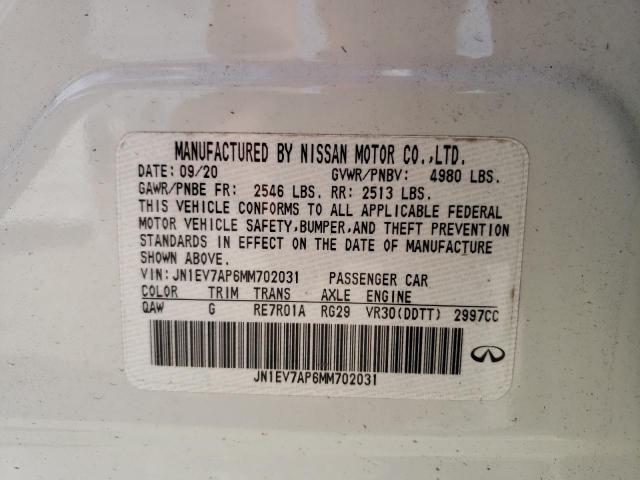 MANUFACTURED BY NISSAN MOTOR CO.,LTD.
DATE: 09/20 GVWR/PNBV: 4980 LBS.
GAWR/PNBE FR: 2546 LBS. RR: 2513 LBS.
THIS VEHICLE CONFORMS TO ALL APPLICABLE FEDERAL
MOTOR VEHICLE SAFETY,BUMPER,AND THEFT PREVENTION
STANDARDS IN EFFECT ON THE DATE OF MANUFACTURE
SHOWN ABOVE.
VIN:JN1EV7AP6MM702031 PASSENGER CAR
COLOR TRIM TRANS AXLE ENGINE
QAW G RE7R01A RG29 VR30(DDTT) 2997CC
JN1EV7AP6MM702031